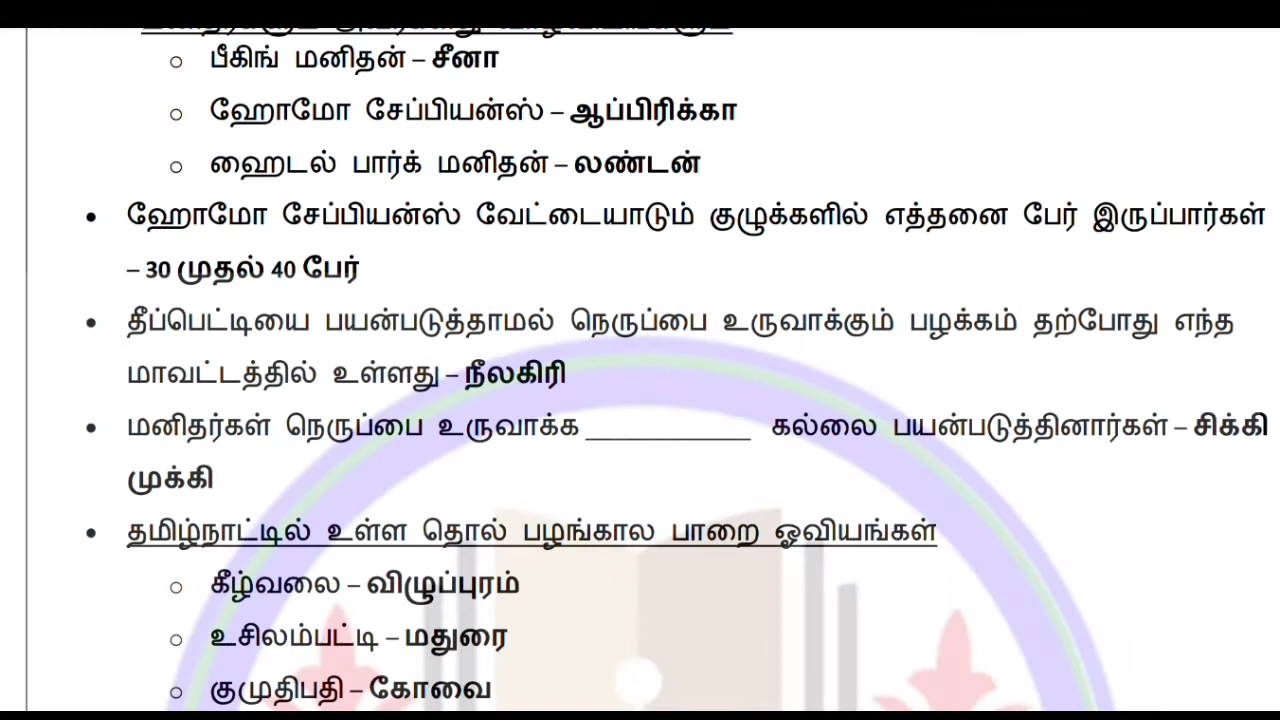 ○ பீகிங் மனிதன் – சீனா
○ ஹோமோ சேப்பியன்ஸ் – ஆப்பிரிக்கா
○ ஹைடல் பார்க் மனிதன் – லண்டன்
• ஹோமோ சேப்பியன்ஸ் வேட்டையாடும் குழுக்களில் எத்தனை பேர் இருப்பார்கள்
– 30 முதல் 40 பேர்
• தீப்பெட்டியை பயன்படுத்தாமல் நெருப்பை உருவாக்கும் பழக்கம் தற்போது எந்த
மாவட்டத்தில் உள்ளது – நீலகிரி
• மனிதர்கள் நெருப்பை உருவாக்க ____________ கல்லை பயன்படுத்தினார்கள் – சிக்கி
முக்கி
• தமிழ்நாட்டில் உள்ள தொல் பழங்கால பாறை ஓவியங்கள்
○ கீழ்வலை – விழுப்புரம்
○ உசிலம்பட்டி – மதுரை
○ குமுதிபதி – கோவை